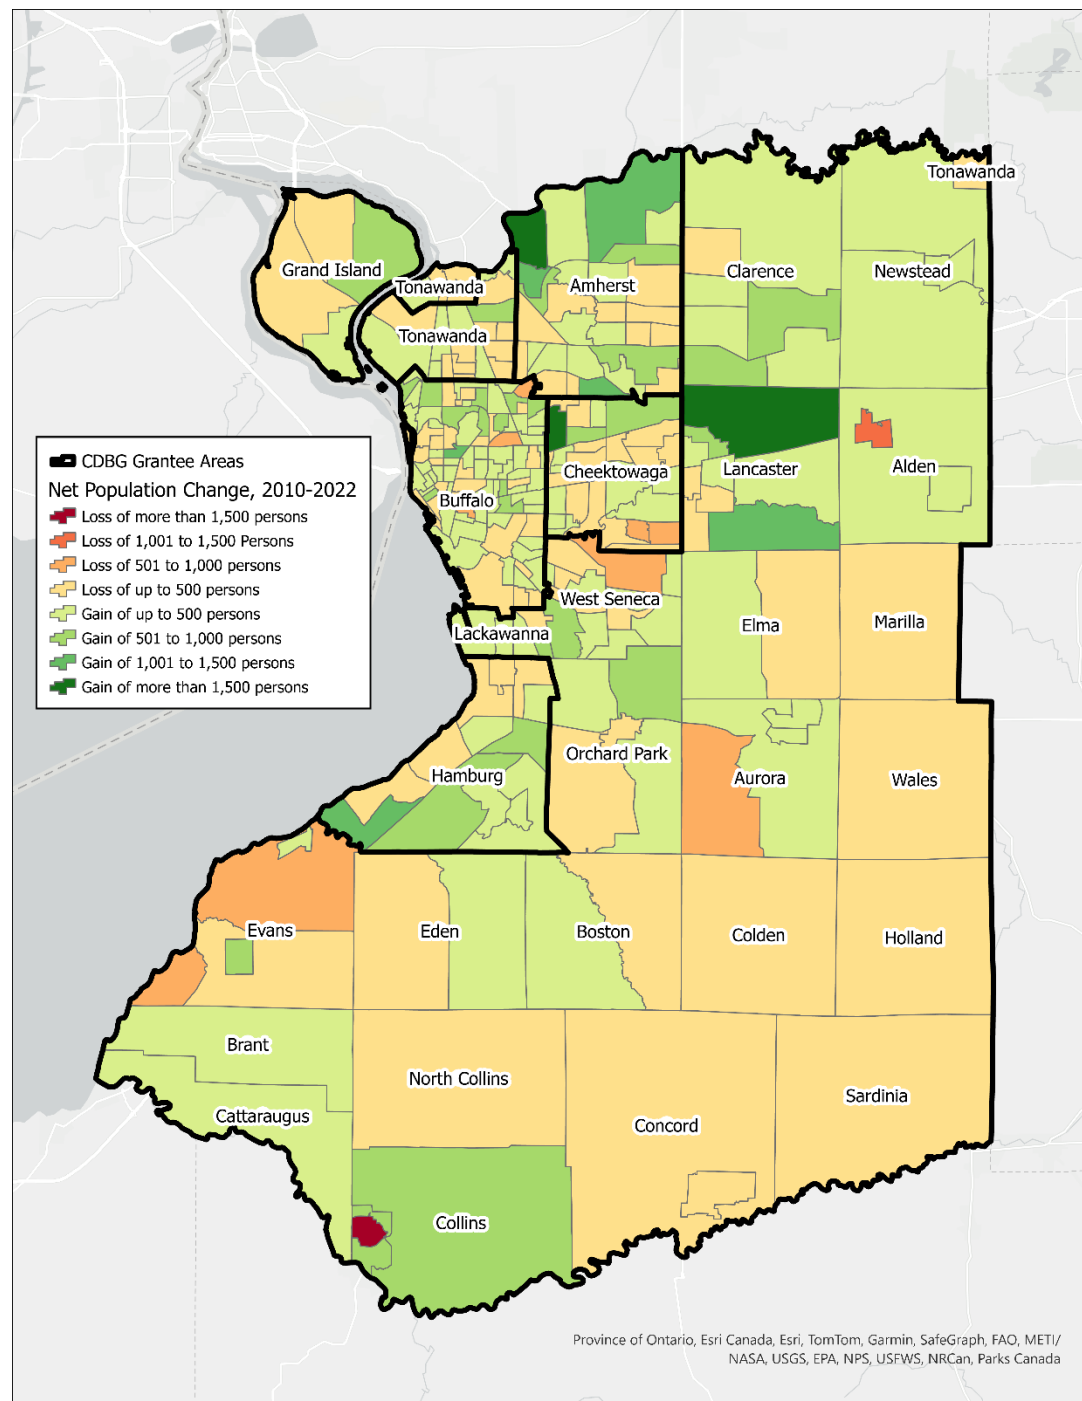 Tonawanda
Grand Island
Clarence
Newstead
Tonawanda
Amherst
Tonawanda
CDBG Grantee Areas
Net Population Change, 2010-2022
Loss of more than 1,500 persons
Loss of 1,001 to 1,500 Persons
Loss of 501 to 1,000 persons
Loss of up to 500 persons
Gain of up to 500 persons
Gain of 501 to 1,000 persons
Gain of 1,001 to 1,500 persons
Gain of more than 1,500 persons
Cheektowaga
Lancaster
Alden
Buffalo
West Seneca
Elma
Marilla
Lackawanna
Orchard Park
Hamburg
Aurora
Wales
Evans
Eden
Boston
Colden
Holland
Brant
North Collins
Sardinia
Cattaraugus
Concord
Collins
Province of Ontario, Esri Canada, Esri, TomTom, Garmin, SafeGraph, FAO, METI/
NASA, USGS, EPA, NPS, USFWS, NRCan, Parks Canada